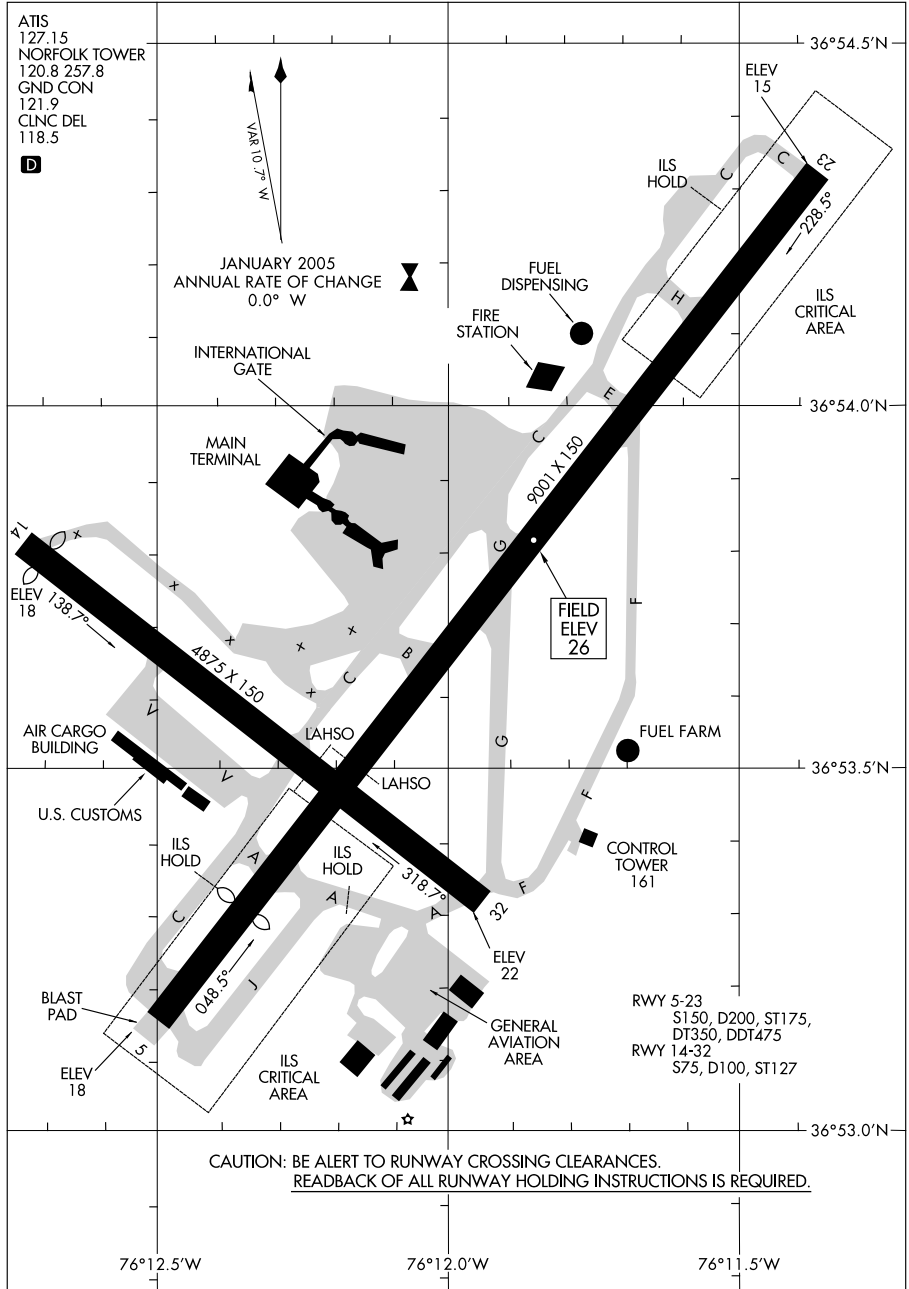 ATIS
127.15
NORFOLK TOWER
120.8 257.8
GND CON
121.9
CLNC DEL
118.5
D
VAR 10.7° W
JANUARY 2005
ANNUAL RATE OF CHANGE
0.0° W
36°54.5'N
ELEV
15
23
C
C
ILS
HOLD
228.5°
H
ILS
CRITICAL
AREA
FUEL
DISPENSING
FIRE
STATION
INTERNATIONAL
GATE
MAIN
TERMINAL
36°54.0'N
E
C
9001 X 150
G
F
FIELD
ELEV
26
14
X
X
X
X
X
X
ELEV
18
138.7°
4875 X 150
B
C
V
V
AIR CARGO
BUILDING
U.S. CUSTOMS
LAHSO
LAHSO
G
FUEL FARM
36°53.5'N
F
CONTROL
TOWER
161
ILS
HOLD
A
ILS
HOLD
A
318.7°
A
F
32
C
J
048.5°
ELEV
22
BLAST
PAD
5
ELEV
18
ILS
CRITICAL
AREA
GENERAL
AVIATION
AREA
RWY 5-23
S150, D200, ST175,
DT350, DDT475
RWY 14-32
S75, D100, ST127
36°53.0'N
CAUTION: BE ALERT TO RUNWAY CROSSING CLEARANCES.
READBACK OF ALL RUNWAY HOLDING INSTRUCTIONS IS REQUIRED.
76°12.5'W
76°12.0'W
76°11.5'W